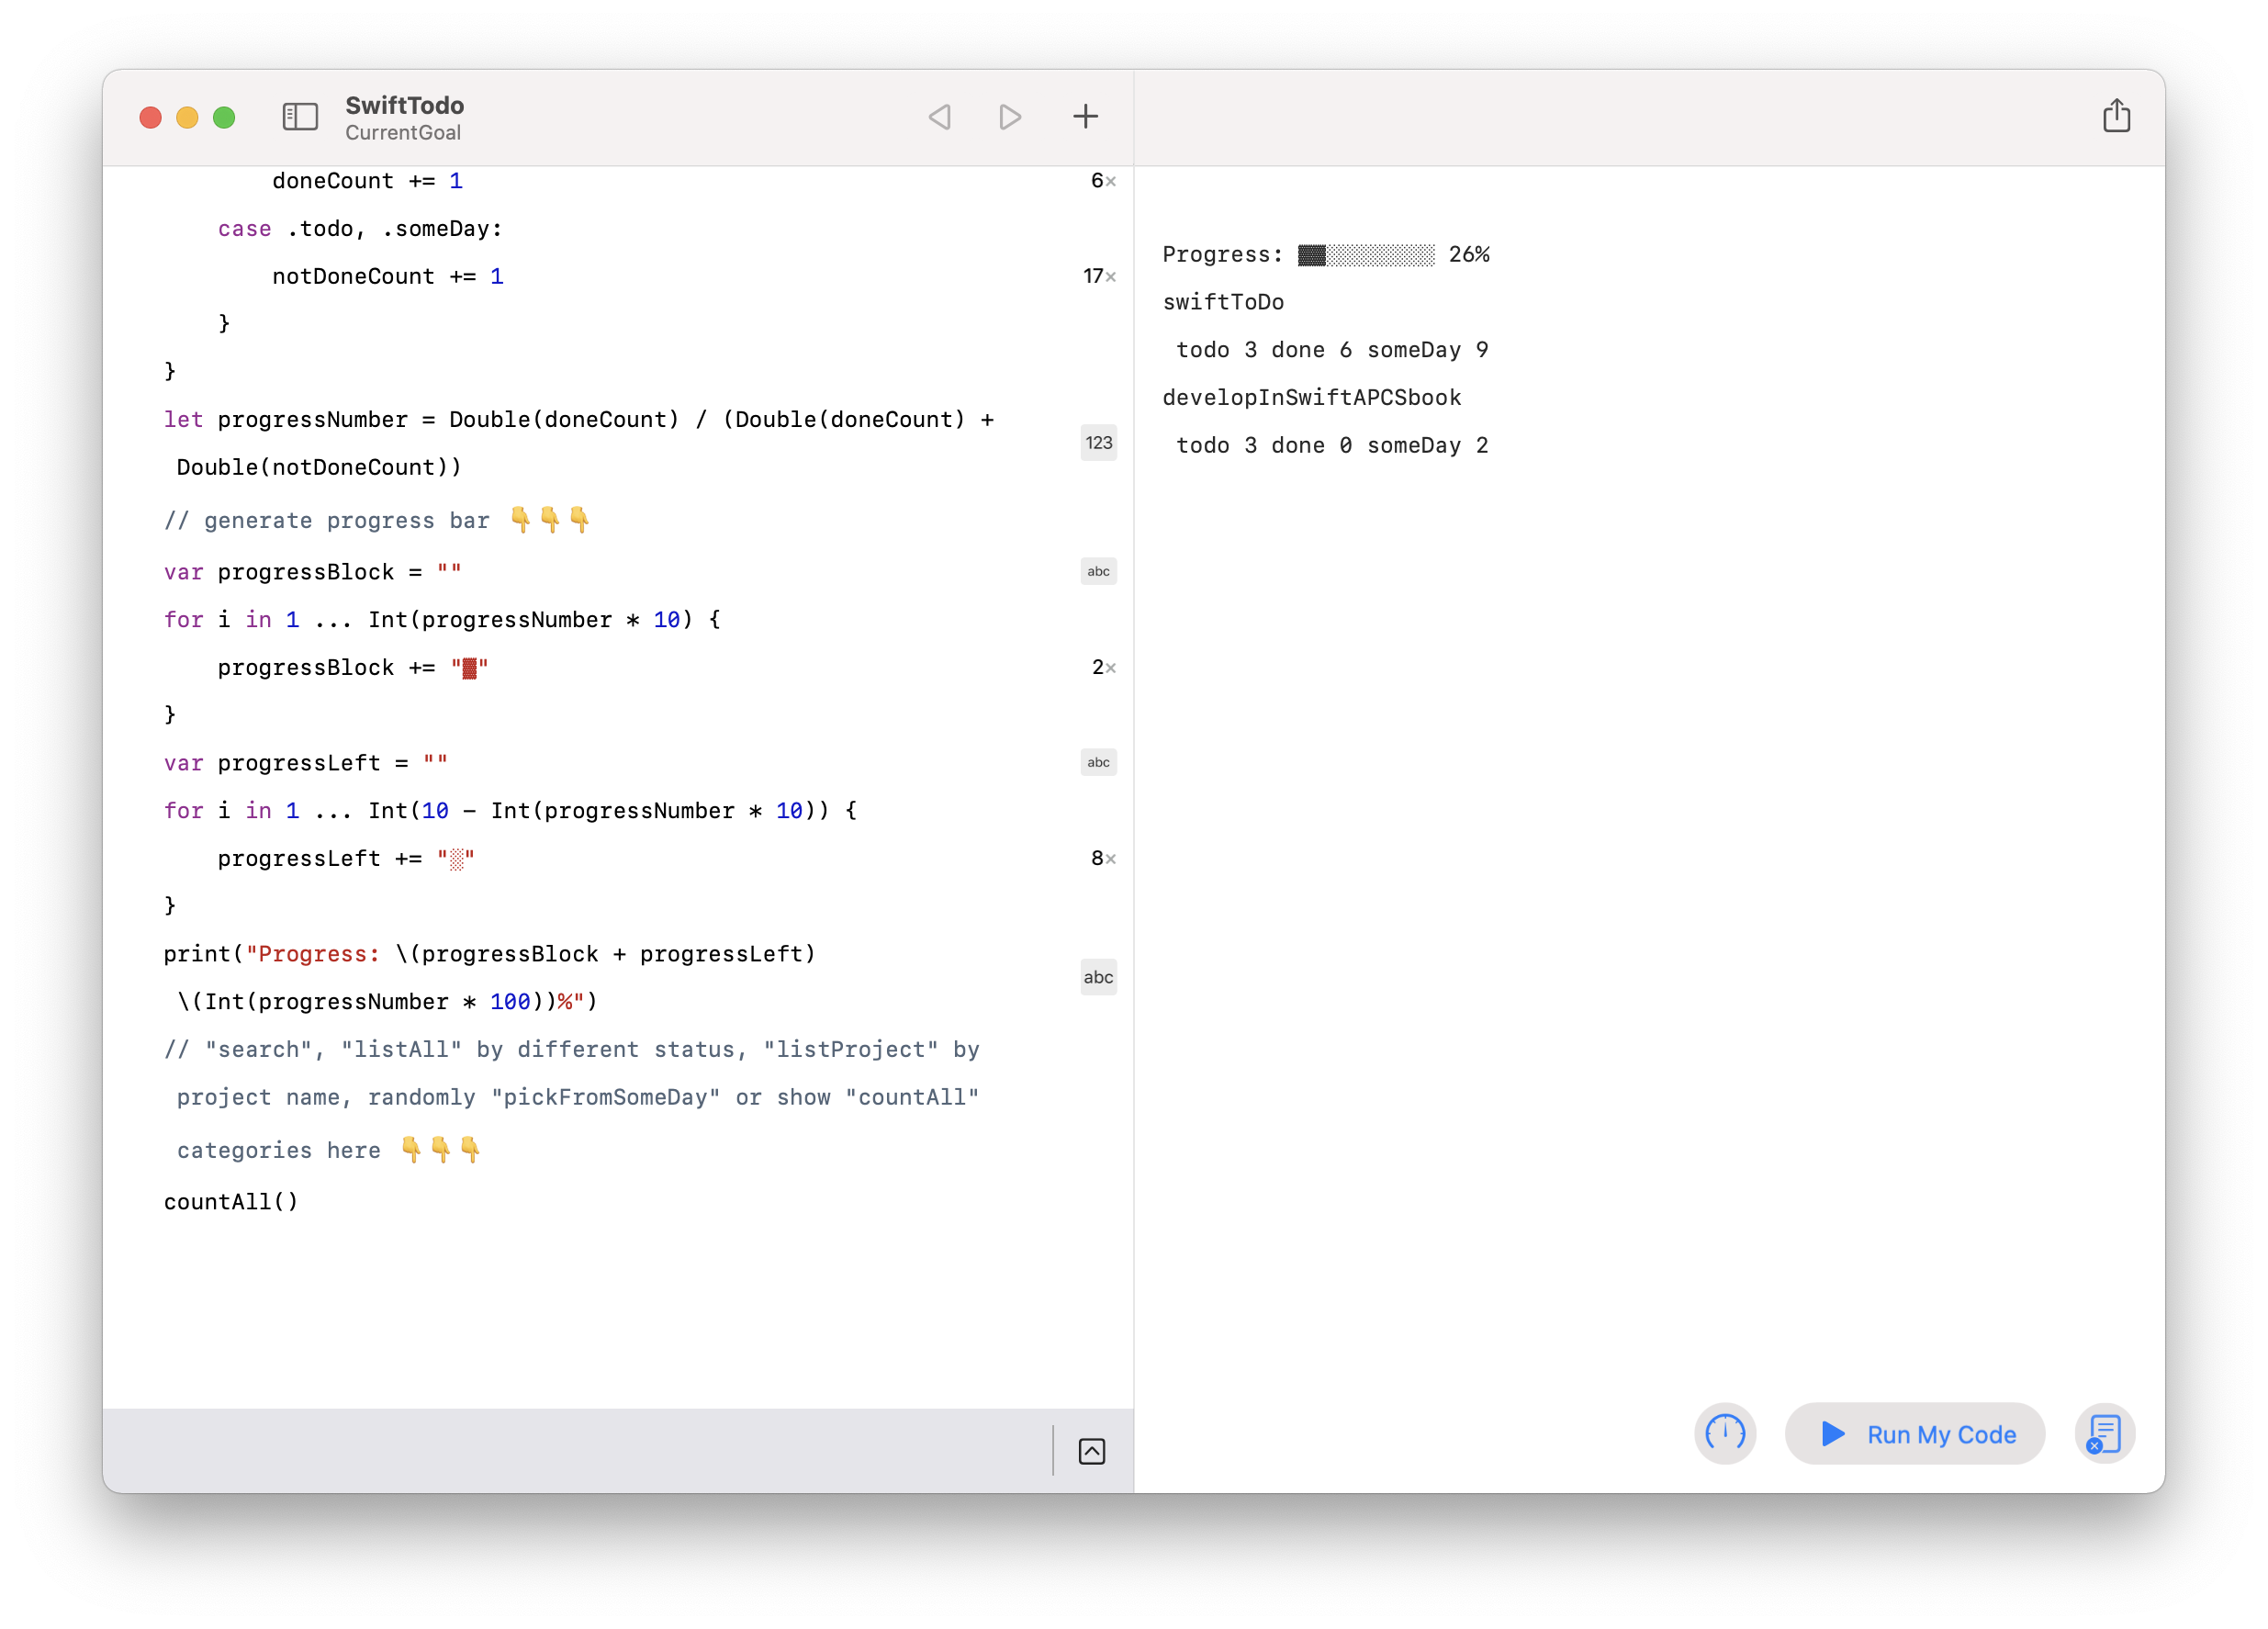 SwiftTodo
CurrentGoal
        doneCount += 1
6×
    case .todo, .someDay:
        notDoneCount += 1
17×
    }
}
let progressNumber = Double(doneCount) / (Double(doneCount) +
 Double(notDoneCount))
123
// generate progress bar 👇👇👇
var progressBlock = ""
abc
for i in 1 ... Int(progressNumber * 10) {
    progressBlock += "▓"
2×
}
var progressLeft = ""
abc
for i in 1 ... Int(10 - Int(progressNumber * 10)) {
    progressLeft += "░"
8×
}
print("Progress: \(progressBlock + progressLeft)
 \(Int(progressNumber * 100))%")
abc
// "search", "listAll" by different status, "listProject" by
 project name, randomly "pickFromSomeDay" or show "countAll"
 categories here 👇👇👇
countAll()
Progress: ▓▓░░░░░░░░ 26%
swiftToDo
 todo 3 done 6 someDay 9
developInSwiftAPCSbook
 todo 3 done 0 someDay 2
Run My Code